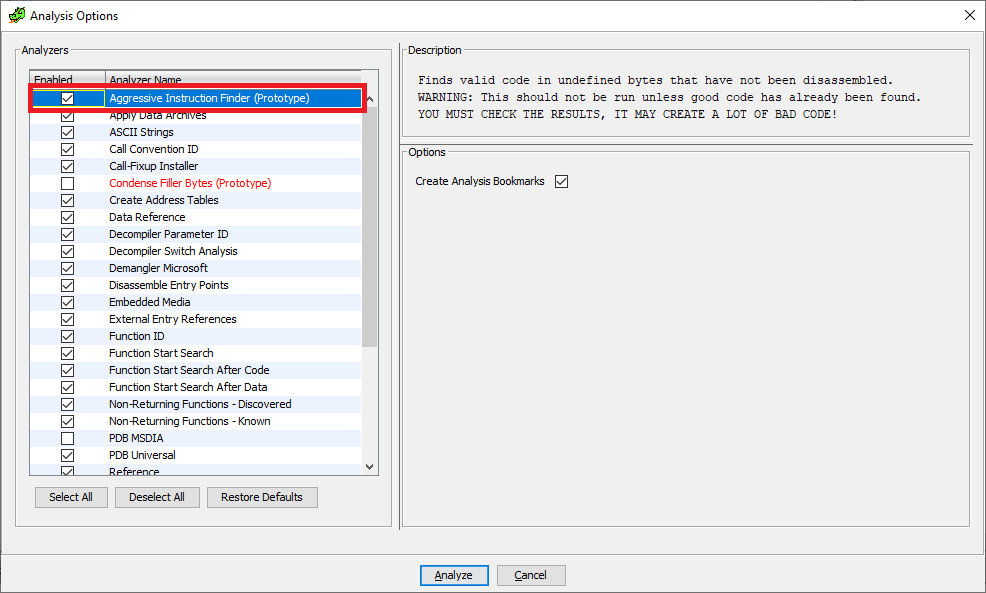 Analysis Options
Analyzers
Enabled Analyzer Name
Aggressive Instruction Finder (Prototype)
Apply Data Archives
ASCII Strings
Call Convention ID
Call-Fixup Installer
Condense Filler Bytes (Prototype)
Create Address Tables
Data Reference
Decompiler Parameter ID
Decompiler Switch Analysis
Demangler Microsoft
Disassemble Entry Points
Embedded Media
External Entry References
Function ID
Function Start Search
Function Start Search After Code
Function Start Search After Data
Non-Returning Functions - Discovered
Non-Returning Functions - Known
PDB MSDIA
PDB Universal
Reference
Select All Deselect All Restore Defaults
Description
Finds valid code in undefined bytes that have not been disassembled.
WARNING: This should not be run unless good code has already been found.
YOU MUST CHECK THE RESULTS, IT MAY CREATE A LOT OF BAD CODE!
Options
Create Analysis Bookmarks
Analyze Cancel